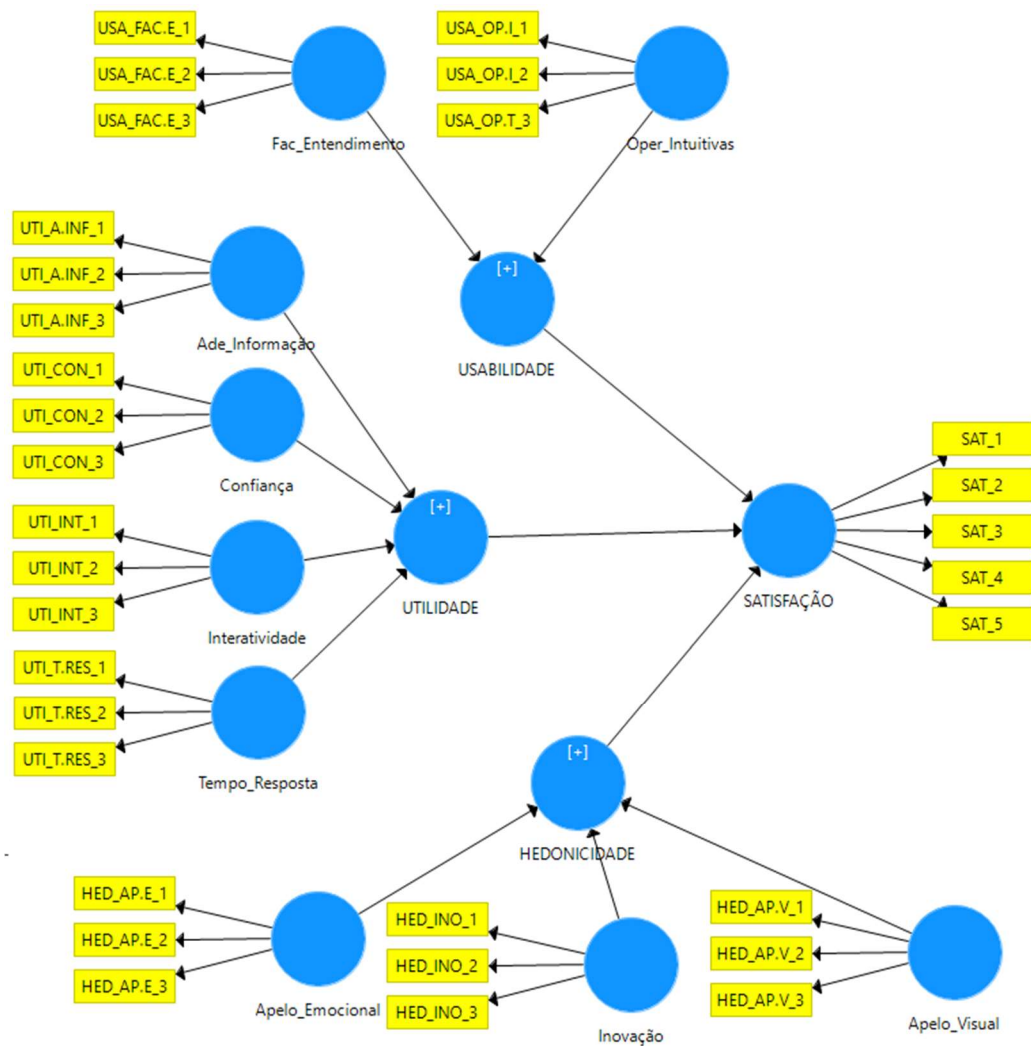 USA_FAC.E_1
USA_FAC.E_2
USA_FAC.E_3
Fac_Entendimento
USA_OP.I_1
USA_OP.I_2
USA_OP.T_3
Oper_Intuitivas
[+]
USABILIDADE
UTI_A.INF_1
UTI_A.INF_2
UTI_A.INF_3
Ade_Informação
UTI_CON_1
UTI_CON_2
UTI_CON_3
Confiança
UTI_INT_1
UTI_INT_2
UTI_INT_3
Interatividade
UTI_T.RES_1
UTI_T.RES_2
UTI_T.RES_3
Tempo_Resposta
[+]
UTILIDADE
SATISFAÇÃO
SAT_1
SAT_2
SAT_3
SAT_4
SAT_5
[+]
HEDONICIDADE
HED_AP.E_1
HED_AP.E_2
HED_AP.E_3
Apelo_Emocional
HED_INO_1
HED_INO_2
HED_INO_3
Inovação
HED_AP.V_1
HED_AP.V_2
HED_AP.V_3
Apelo_Visual